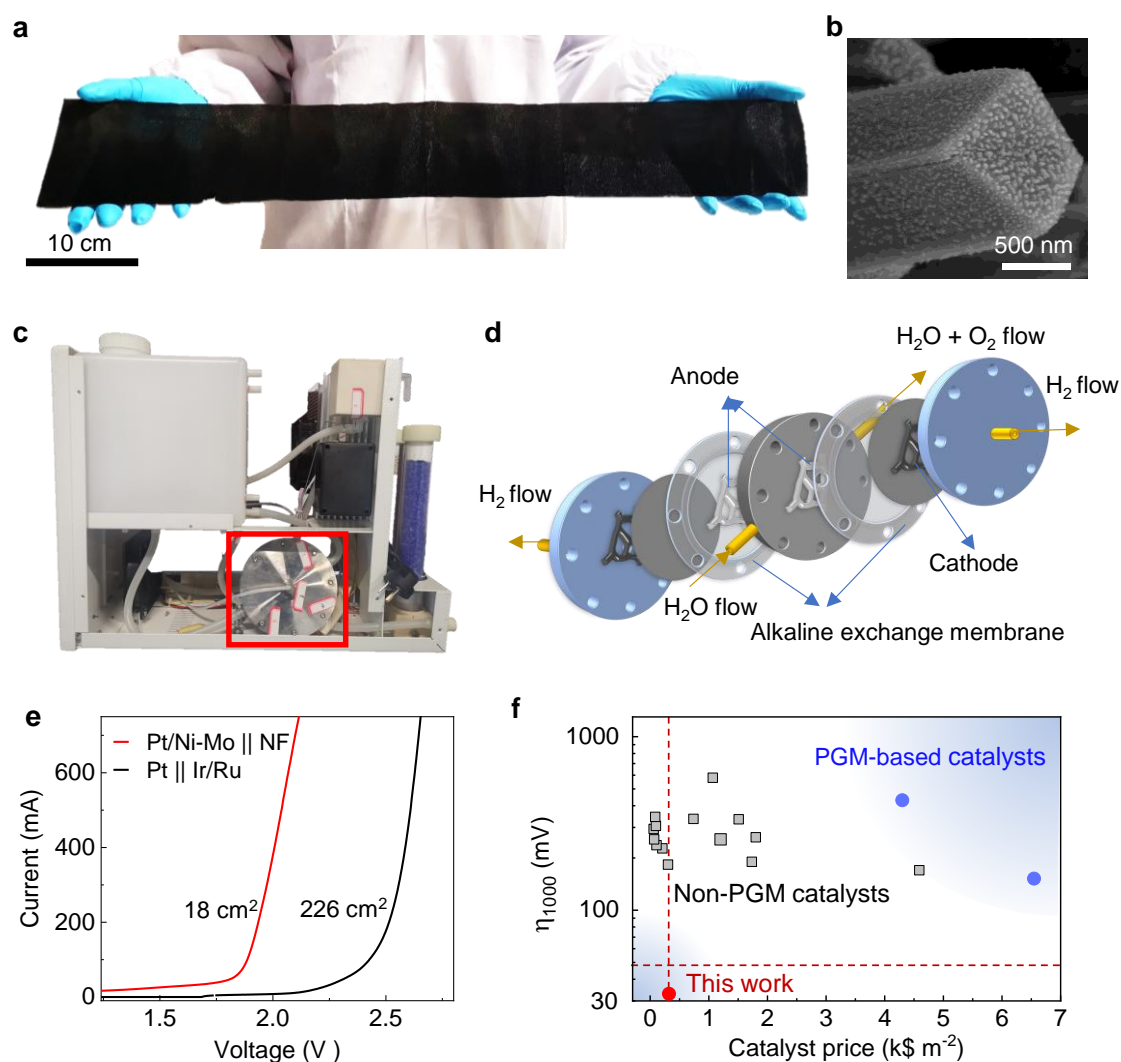 a
b
10 cm
500 nm
c
d
H₂O + O₂ flow
Anode
H₂ flow
H₂ flow
Cathode
H₂O flow
Alkaline exchange membrane
e
f
Pt/Ni-Mo || NF
Pt || Ir/Ru
18 cm²
226 cm²
600
400
200
0
1.5
2.0
2.5
Current (mA)
Voltage (V )
PGM-based catalysts
Non-PGM catalysts
This work
1000
100
30
0
1
2
3
4
5
6
7
η₁₀₀₀ (mV)
Catalyst price (k$ m⁻²)